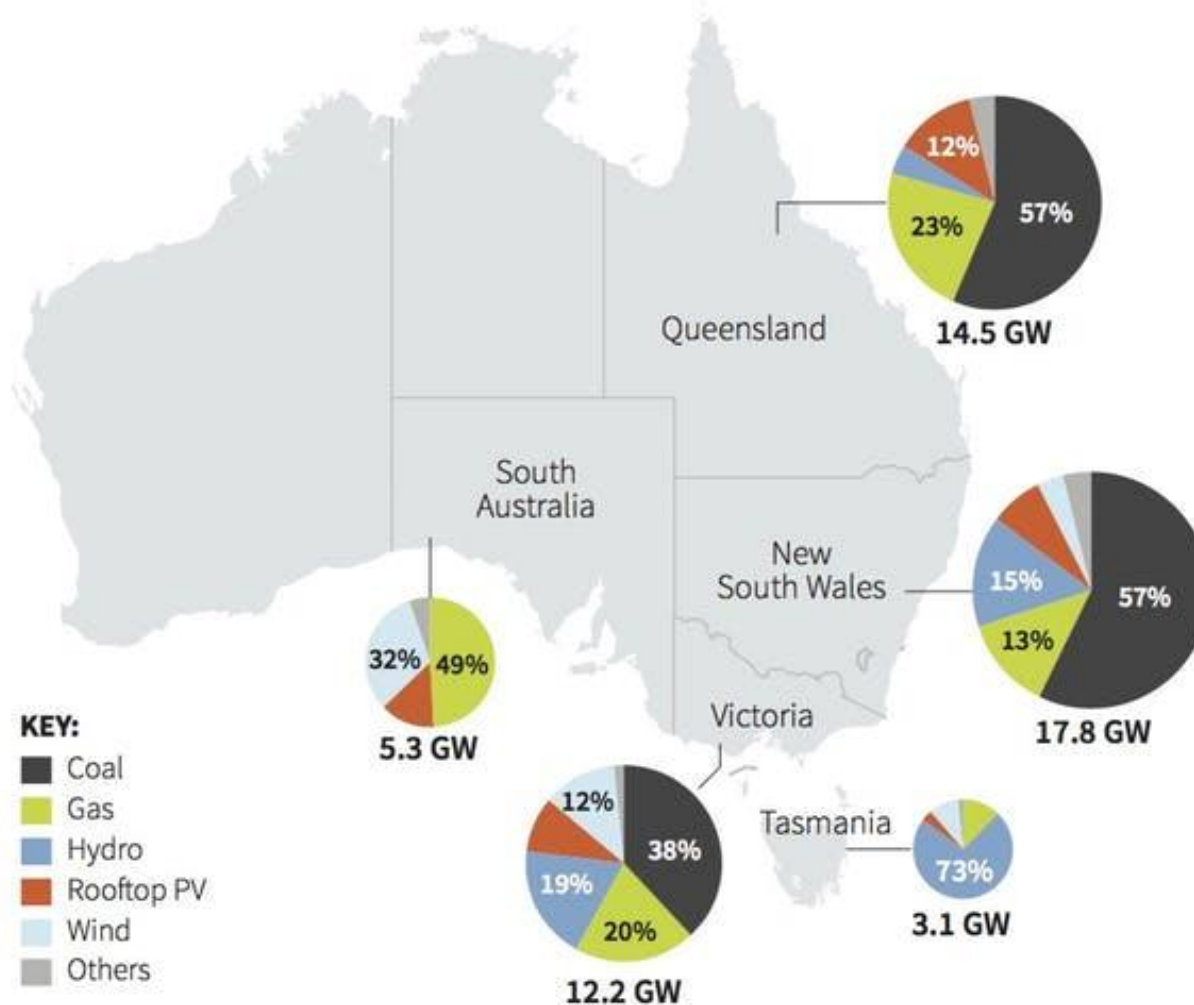 12%
57%
23%
14.5 GW
Queensland
South
Australia
New
South Wales
15%
57%
13%
17.8 GW
32%
49%
5.3 GW
Victoria
12%
38%
19%
20%
12.2 GW
Tasmania
73%
3.1 GW
KEY:
Coal
Gas
Hydro
Rooftop PV
Wind
Others